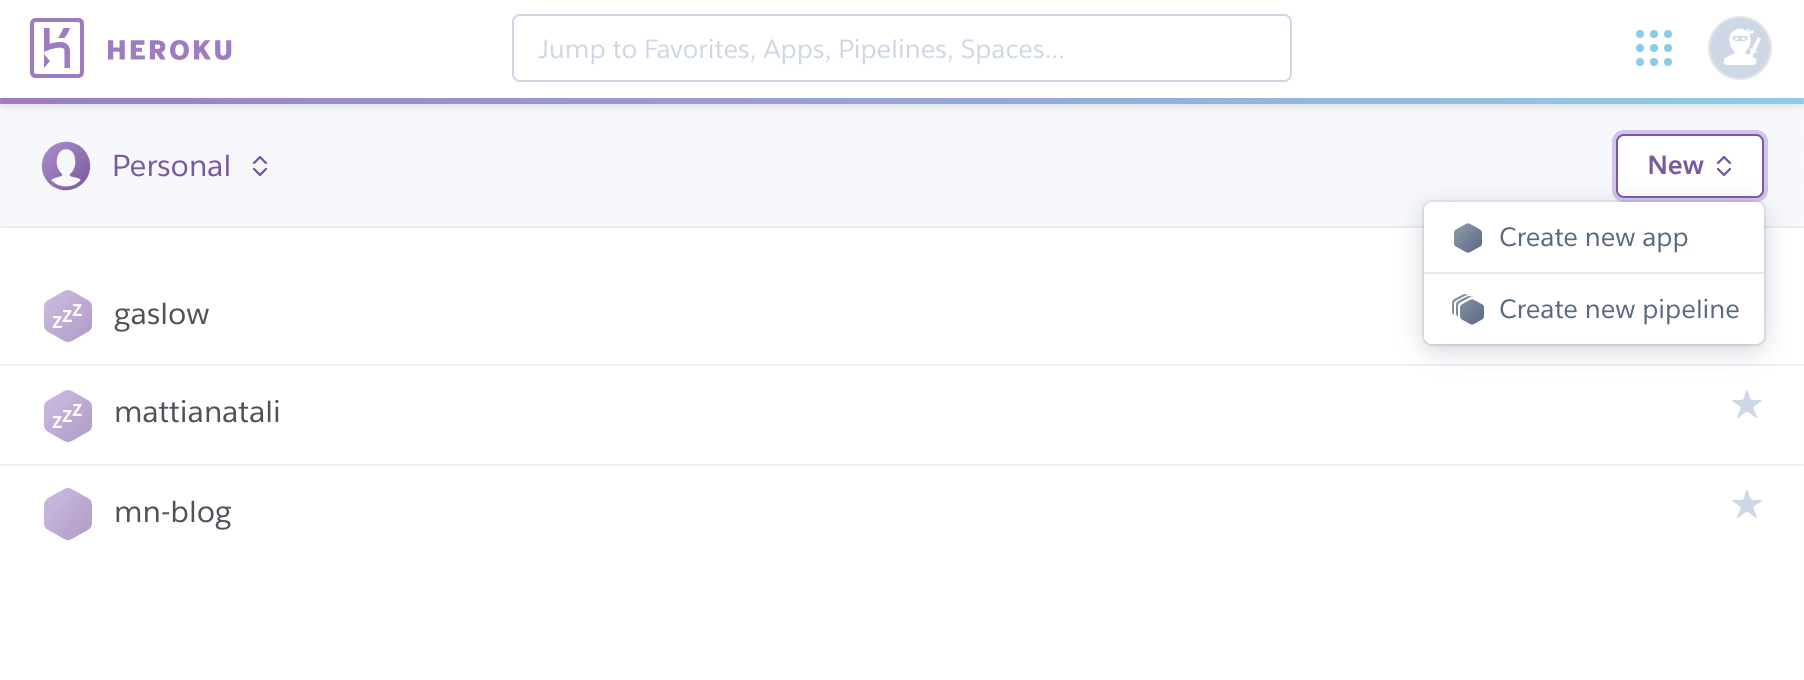 HEROKU
Jump to Favorites, Apps, Pipelines, Spaces...
Personal
New
Create new app
Create new pipeline
zzz
gaslow
zzz
mattianatali
mn-blog